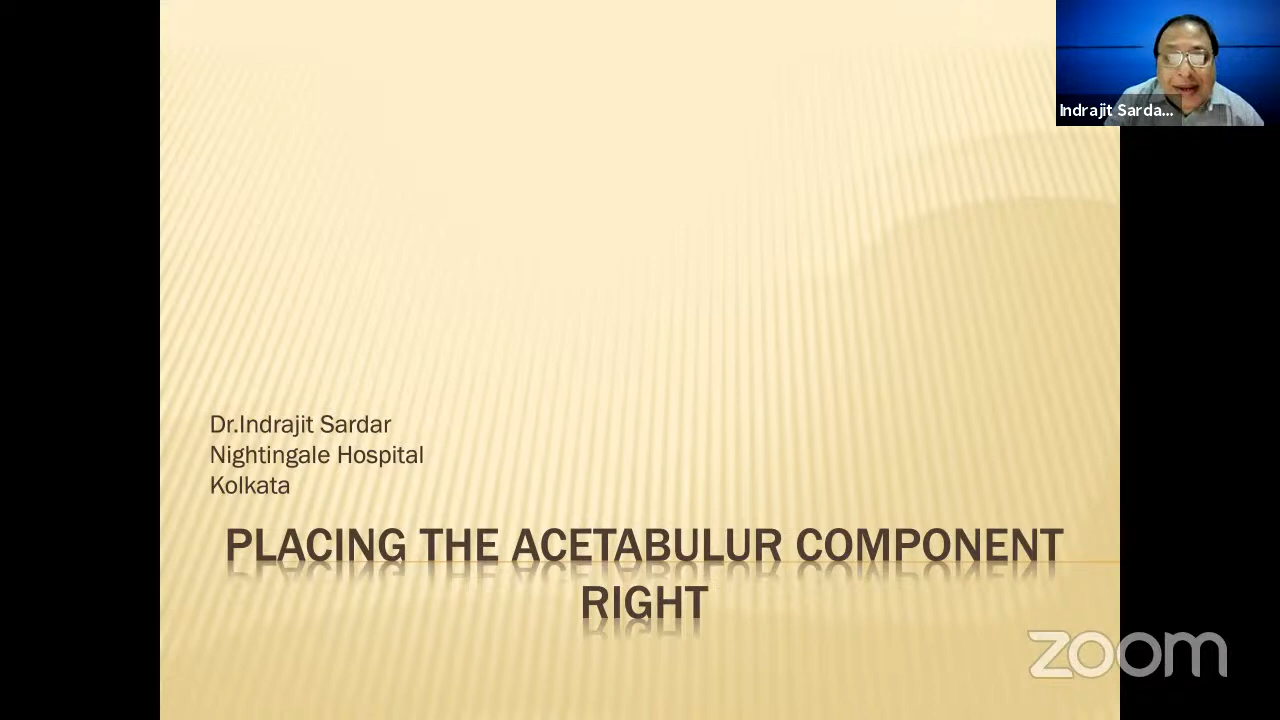 Indrajit Sarda...
Dr.Indrajit Sardar
Nightingale Hospital
Kolkata
PLACING THE ACETABULUR COMPONENT
RIGHT
zoom